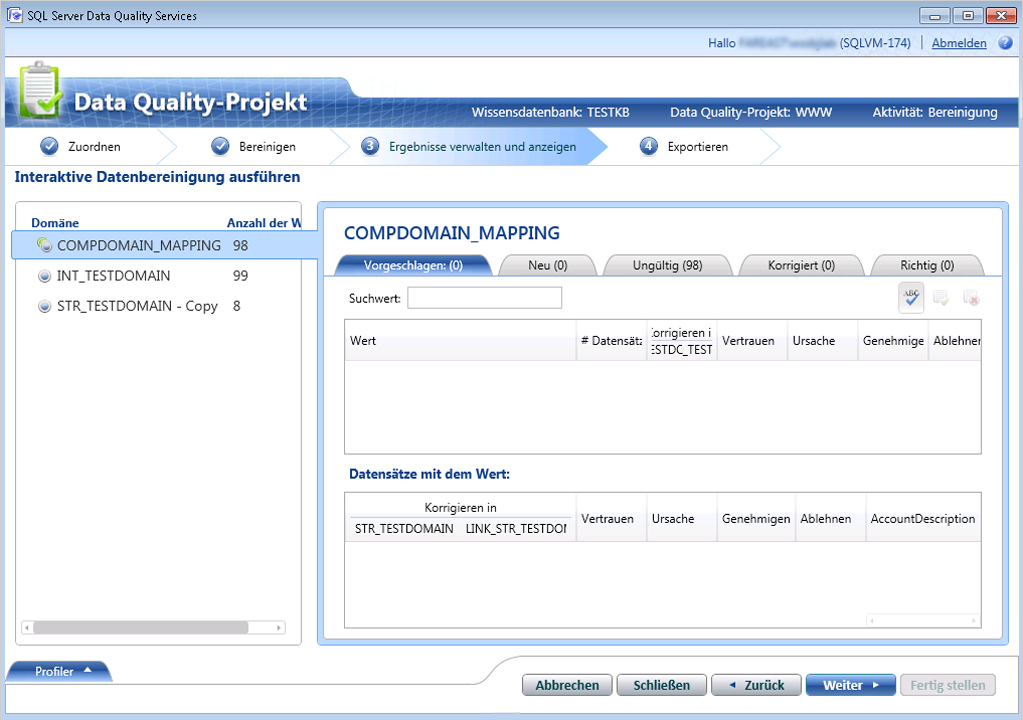 SQL Server Data Quality Services
Hallo (SQLVM-174) Abmelden
Data Quality-Projekt
Wissensdatenbank: TESTKB Data Quality-Projekt: WWW Aktivität: Bereinigung
Zuordnen Bereinigen 3 Ergebnisse verwalten und anzeigen 4 Exportieren
Interaktive Datenbereinigung ausführen
Domäne Anzahl der W
COMPDOMAIN_MAPPING 98
INT_TESTDOMAIN 99
STR_TESTDOMAIN - Copy 8
COMPDOMAIN_MAPPING
Vorgeschlagen: (0) Neu (0) Ungültig (98) Korrigiert (0) Richtig (0)
Suchwert:
ABC
Wert # Datensätz Korrigieren i Vertrauen Ursache Genehmige Ablehnen
ESTDC_TEST
Datensätze mit dem Wert:
Korrigieren in
STR_TESTDOMAIN LINK_STR_TESTDOM Vertrauen Ursache Genehmigen Ablehnen AccountDescription
Profiler
Abbrechen Schließen Zurück Weiter Fertig stellen